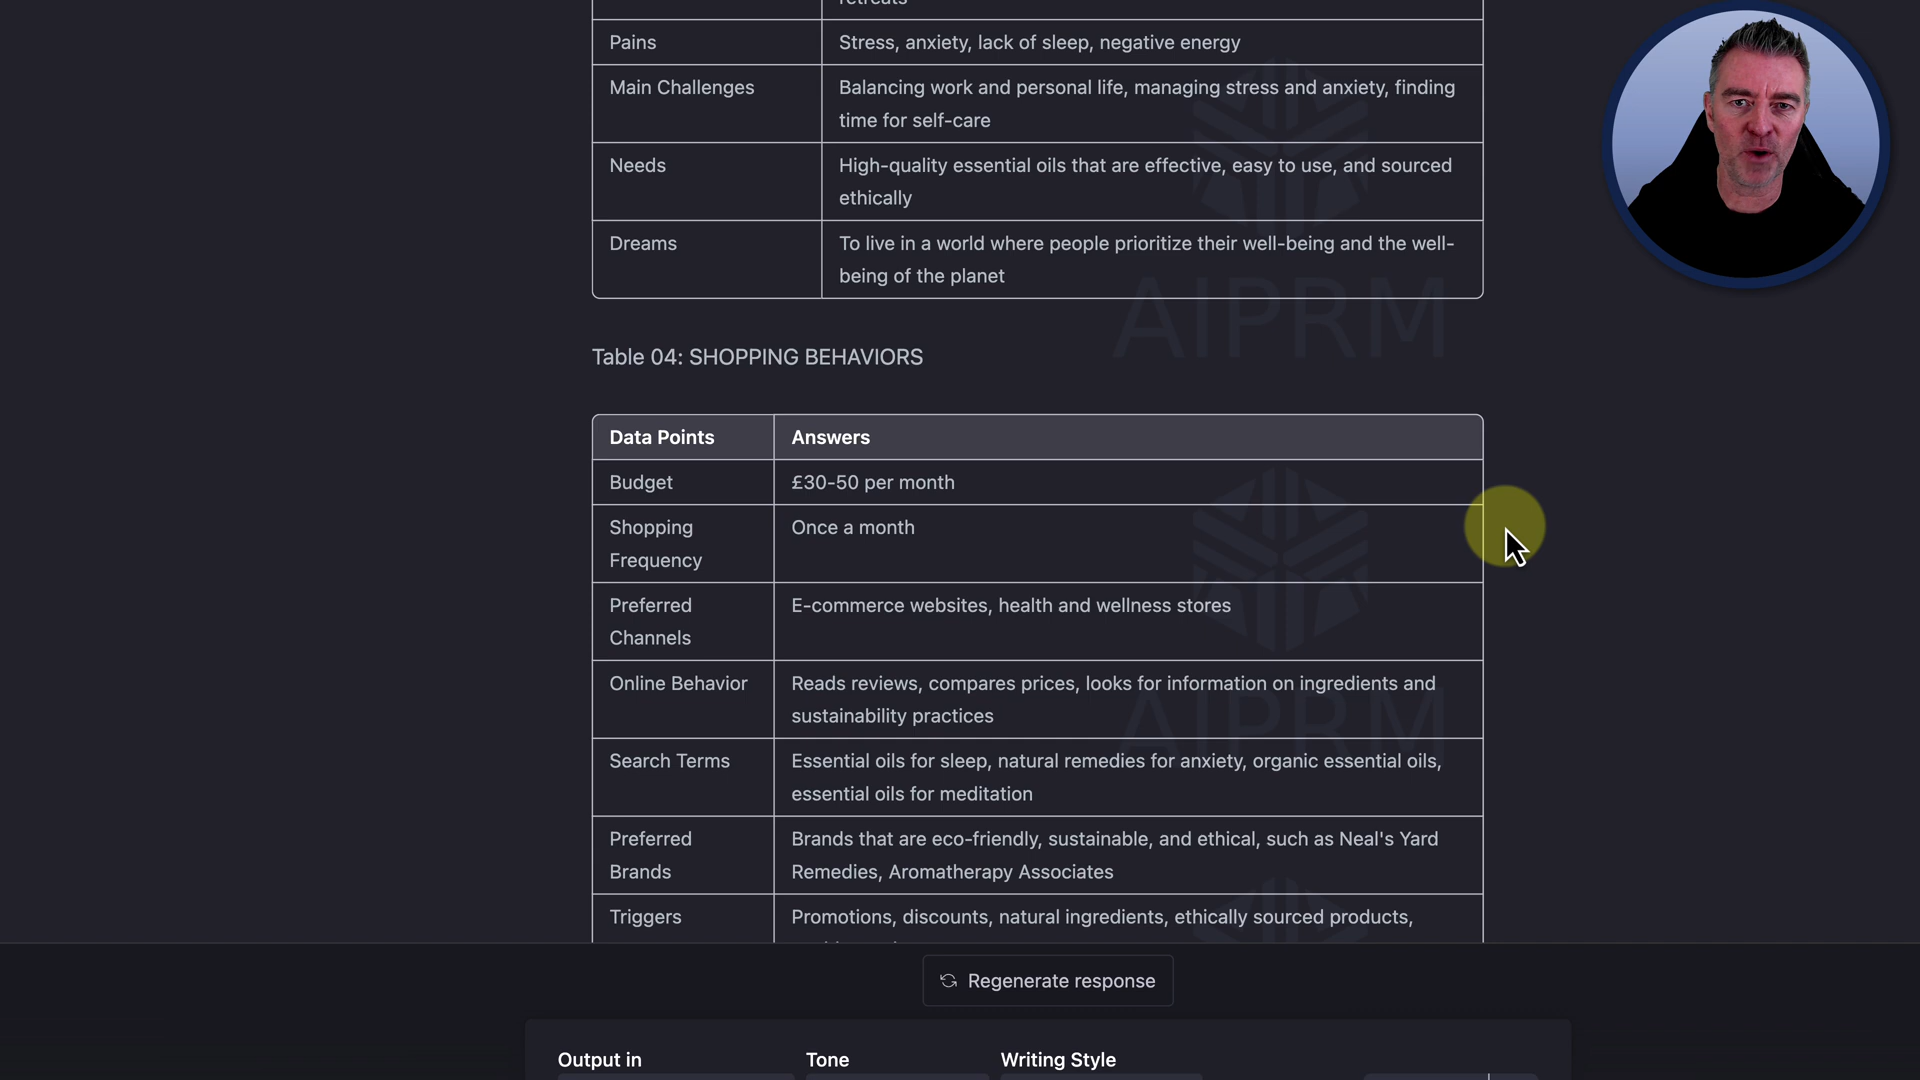 Pains
Stress, anxiety, lack of sleep, negative energy
Main Challenges
Balancing work and personal life, managing stress and anxiety, finding
time for self-care
Needs
High-quality essential oils that are effective, easy to use, and sourced
ethically
Dreams
To live in a world where people prioritize their well-being and the well-
being of the planet
AIPRM
Table 04: SHOPPING BEHAVIORS
Data Points
Answers
Budget
£30-50 per month
Shopping
Frequency
Once a month
Preferred
Channels
E-commerce websites, health and wellness stores
Online Behavior
Reads reviews, compares prices, looks for information on ingredients and
sustainability practices
AIPRM
Search Terms
Essential oils for sleep, natural remedies for anxiety, organic essential oils,
essential oils for meditation
Preferred
Brands
Brands that are eco-friendly, sustainable, and ethical, such as Neal's Yard
Remedies, Aromatherapy Associates
Triggers
Promotions, discounts, natural ingredients, ethically sourced products,
Regenerate response
Output in
Tone
Writing Style